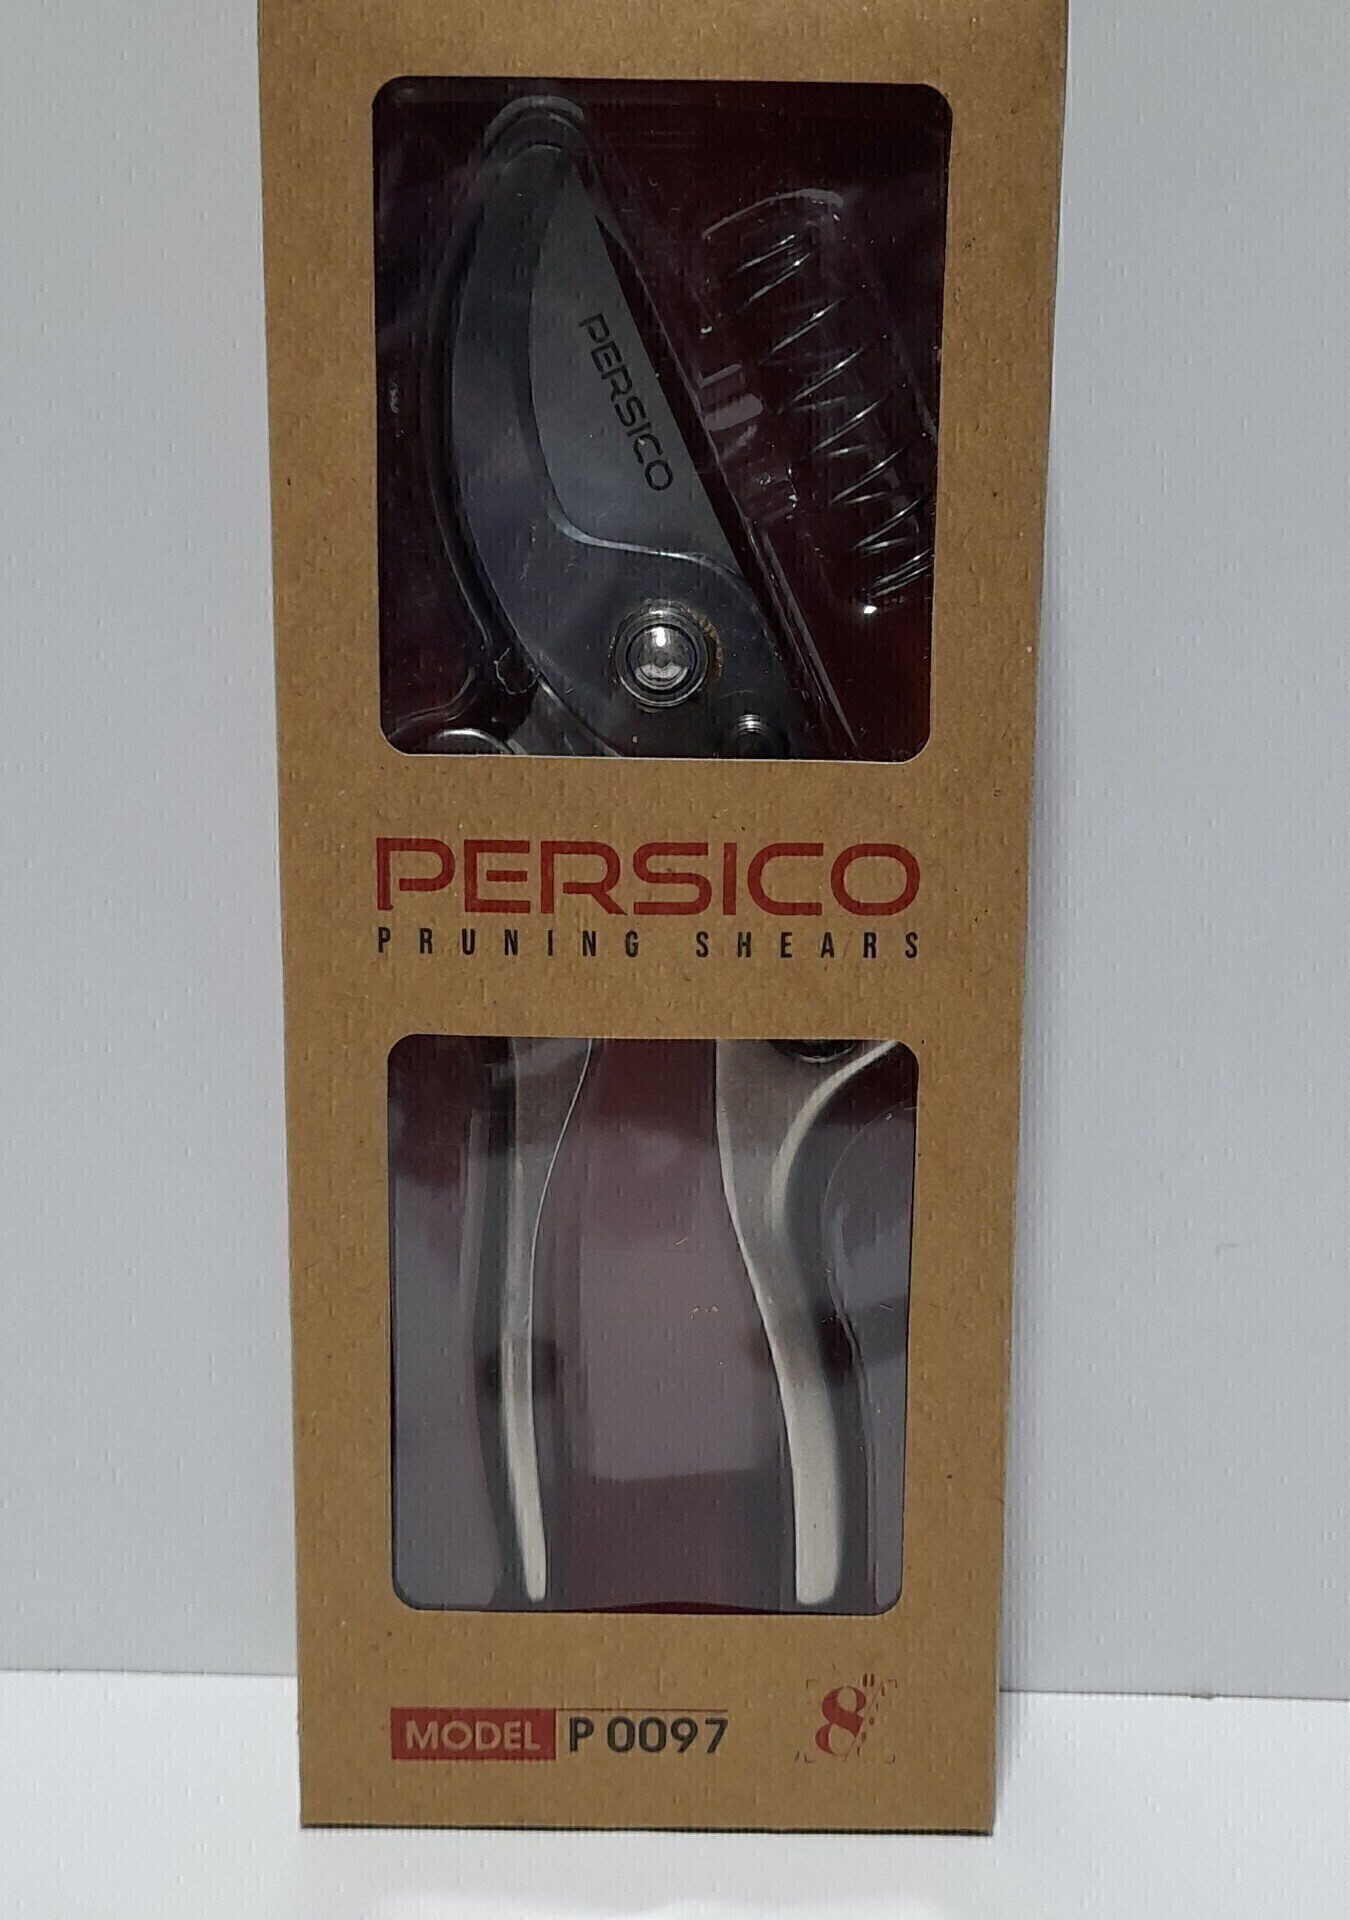 PERSICO
PERSICO
PRUNING SHEARS
MODEL P 0097
8"